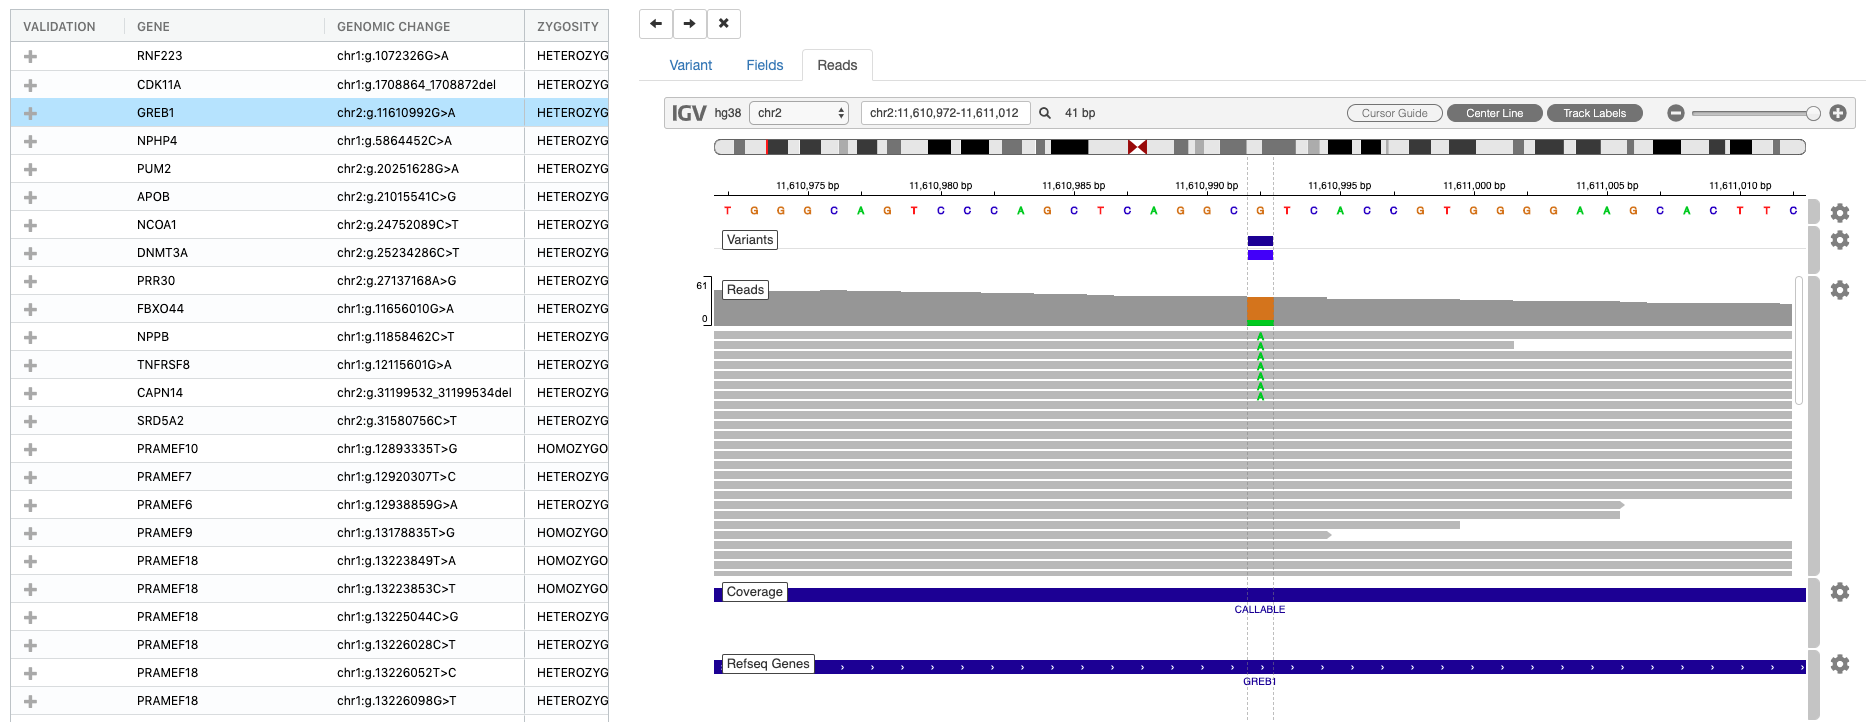 VALIDATION GENE GENOMIC CHANGE ZYGOSITY
RNF223 chr1:g.1072326G>A HETEROZYG
CDK11A chr1:g.1708864_1708872del HETEROZYG
GREB1 chr2:g.11610992G>A HETEROZYG
NPHP4 chr1:g.5864452C>A HETEROZYG
PUM2 chr2:g.20251628G>A HETEROZYG
APOB chr2:g.21015541C>G HETEROZYG
NCOA1 chr2:g.24752089C>T HETEROZYG
DNMT3A chr2:g.25234286C>T HETEROZYG
PRR30 chr2:g.27137168A>G HETEROZYG
FBXO44 chr1:g.11656010G>A HETEROZYG
NPPB chr1:g.11858462C>T HETEROZYG
TNFRSF8 chr1:g.12115601G>A HETEROZYG
CAPN14 chr2:g.31199532_31199534del HETEROZYG
SRD5A2 chr2:g.31580756C>T HETEROZYG
PRAMEF10 chr1:g.12893335T>G HOMOZYGO
PRAMEF7 chr1:g.12920307T>C HETEROZYG
PRAMEF6 chr1:g.12938859G>A HETEROZYG
PRAMEF9 chr1:g.13178835T>G HOMOZYGO
PRAMEF18 chr1:g.13223849T>A HOMOZYGO
PRAMEF18 chr1:g.13223853C>T HOMOZYGO
PRAMEF18 chr1:g.13225044C>G HETEROZYG
PRAMEF18 chr1:g.13226028C>T HETEROZYG
PRAMEF18 chr1:g.13226052T>C HETEROZYG
PRAMEF18 chr1:g.13226098G>T HETEROZYG
Variant Fields Reads
IGV hg38 chr2 chr2:11,610,972-11,611,012 41 bp Cursor Guide Center Line Track Labels
11,610,975 bp 11,610,980 bp 11,610,985 bp 11,610,990 bp 11,610,995 bp 11,611,000 bp 11,611,005 bp 11,611,010 bp
T G G G C A G T C C C A G C T C A G G C G T C A C C G T G G G G A A G C A C T T C
Variants
61
Reads
0
A
A
A
A
A
A
A
Coverage
CALLABLE
Refseq Genes
GREB1